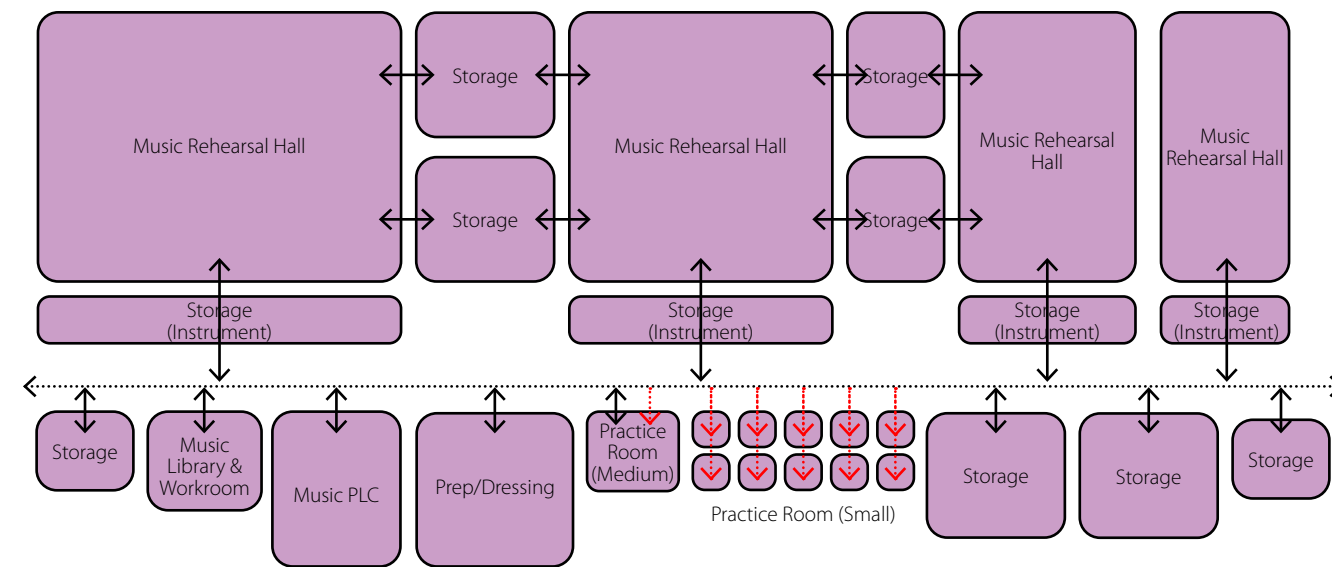 Music Rehearsal Hall
Storage
Storage
Music Rehearsal Hall
Storage
Storage
Music Rehearsal
Hall
Music
Rehearsal Hall
Storage
(Instrument)
Storage
(Instrument)
Storage
(Instrument)
Storage
(Instrument)
Storage
Music
Library &
Workroom
Music PLC
Prep/Dressing
Practice
Room
(Medium)
Practice Room (Small)
Storage
Storage
Storage